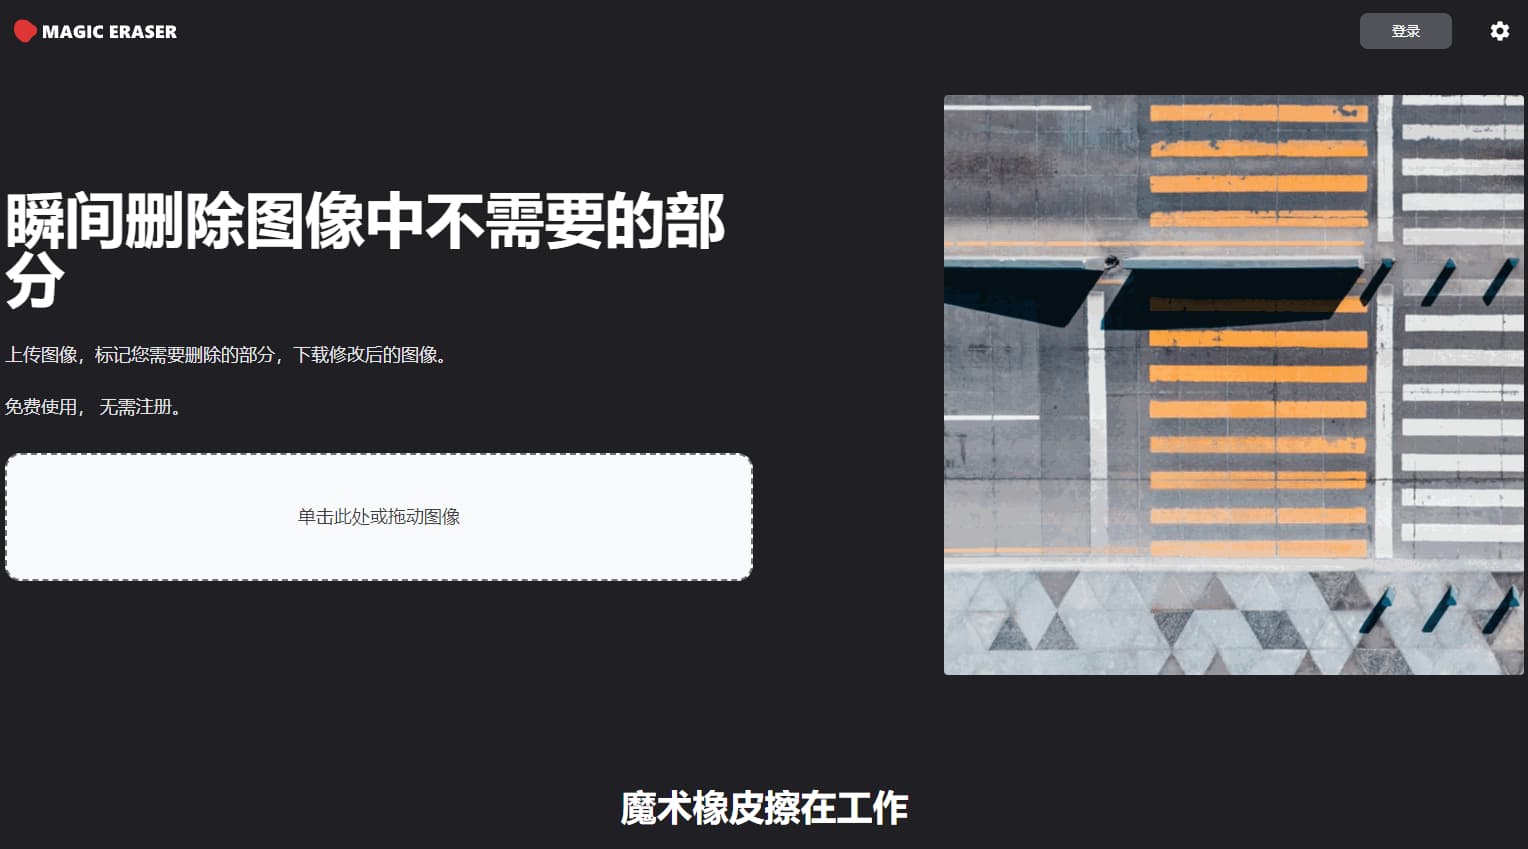 MAGIC ERASER
登录
瞬间删除图像中不需要的部
分
上传图像，标记您需要删除的部分，下载修改后的图像。
免费使用， 无需注册。
单击此处或拖动图像
魔术橡皮擦在工作